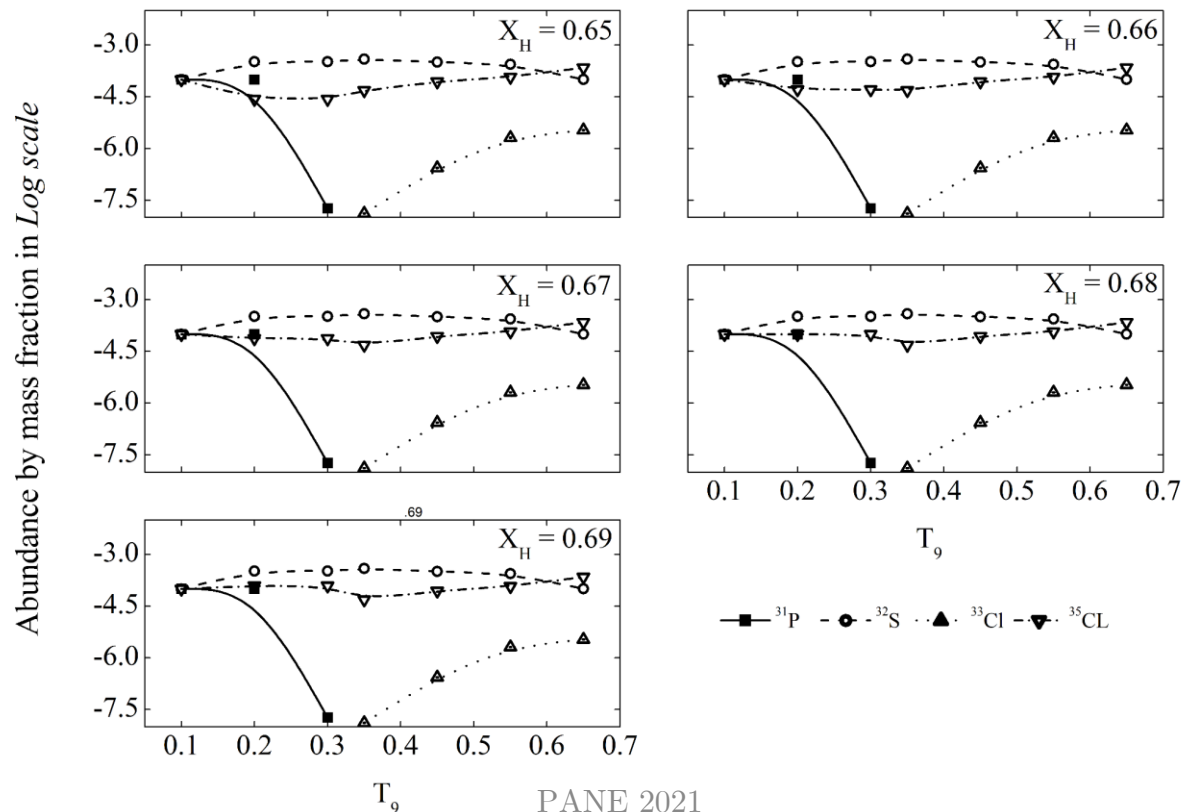 Abundance by mass fraction in Log scale
X_H = 0.65
-3.0
-4.5
-6.0
-7.5
X_H = 0.66
X_H = 0.67
-3.0
-4.5
-6.0
-7.5
X_H = 0.68
0.1 0.2 0.3 0.4 0.5 0.6 0.7
T_9
.69
X_H = 0.69
-3.0
-4.5
-6.0
-7.5
0.1 0.2 0.3 0.4 0.5 0.6 0.7
T_9
31P 32S 33Cl 35CL
PANE 2021